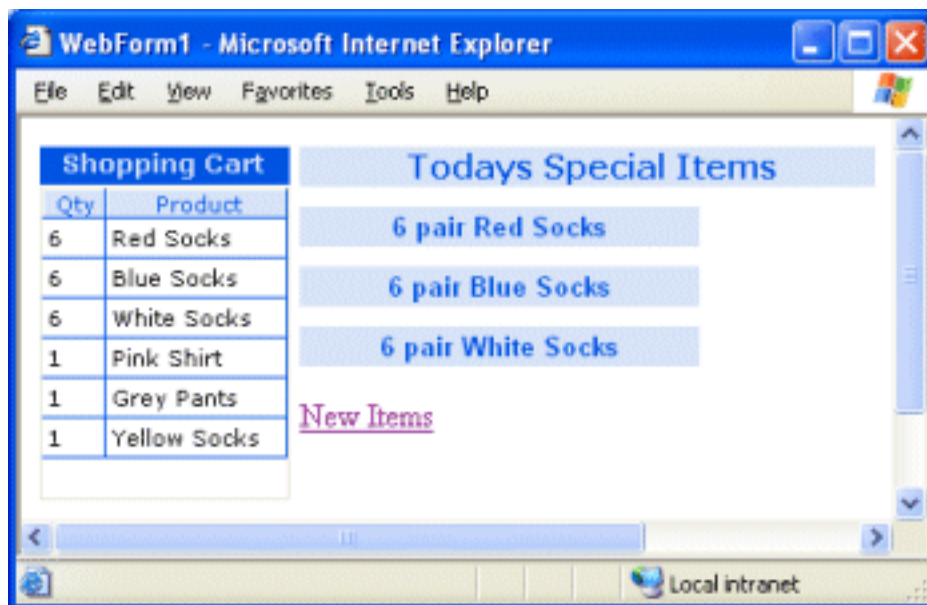 WebForm1 - Microsoft Internet Explorer
File Edit View Favorites Tools Help
Shopping Cart
Qty Product
6 Red Socks
6 Blue Socks
6 White Socks
1 Pink Shirt
1 Grey Pants
1 Yellow Socks
Todays Special Items
6 pair Red Socks
6 pair Blue Socks
6 pair White Socks
New Items
Local intranet